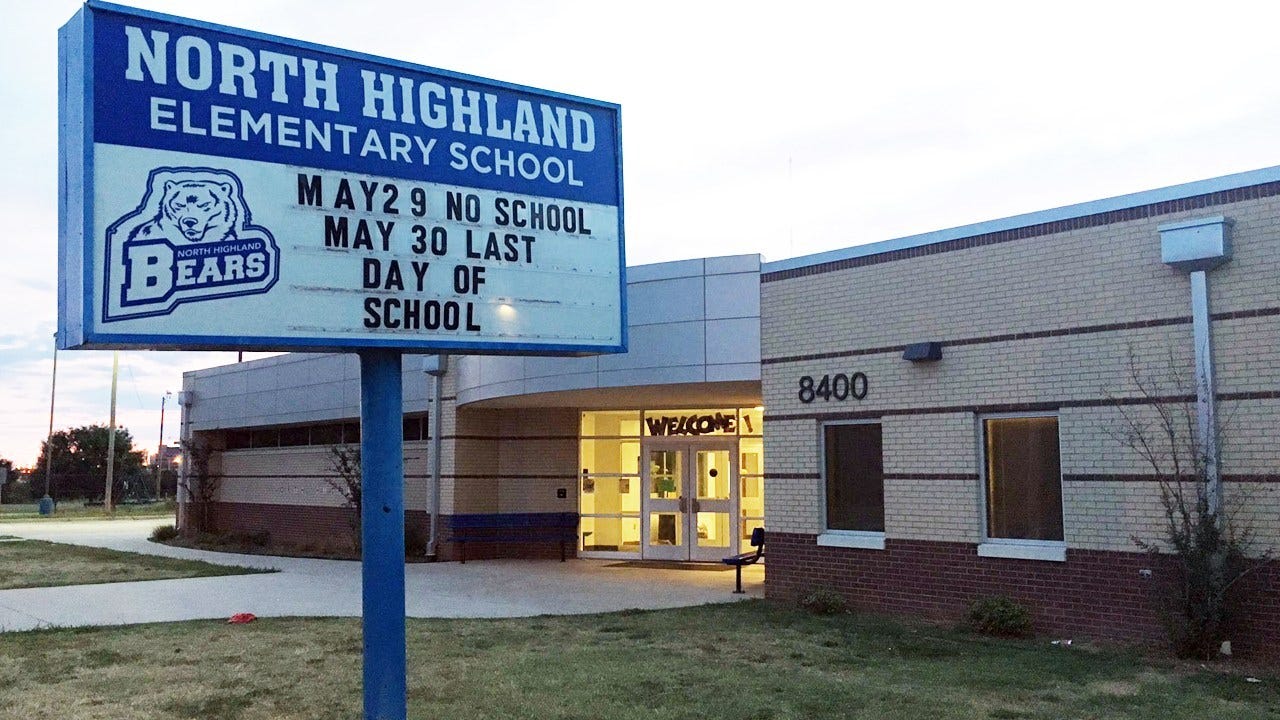 NORTH HIGHLAND
ELEMENTARY SCHOOL
NORTH HIGHLAND
BEARS
MAY29 NO SCHOOL
MAY 30 LAST
DAY OF
SCHOOL
WELCOME !
8400